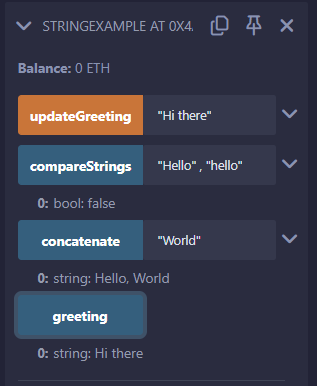 STRINGEXAMPLE AT 0X4.
Balance: 0 ETH
updateGreeting "Hi there"
compareStrings "Hello" , "hello"
0: bool: false
concatenate "World"
0: string: Hello, World
greeting
0: string: Hi there